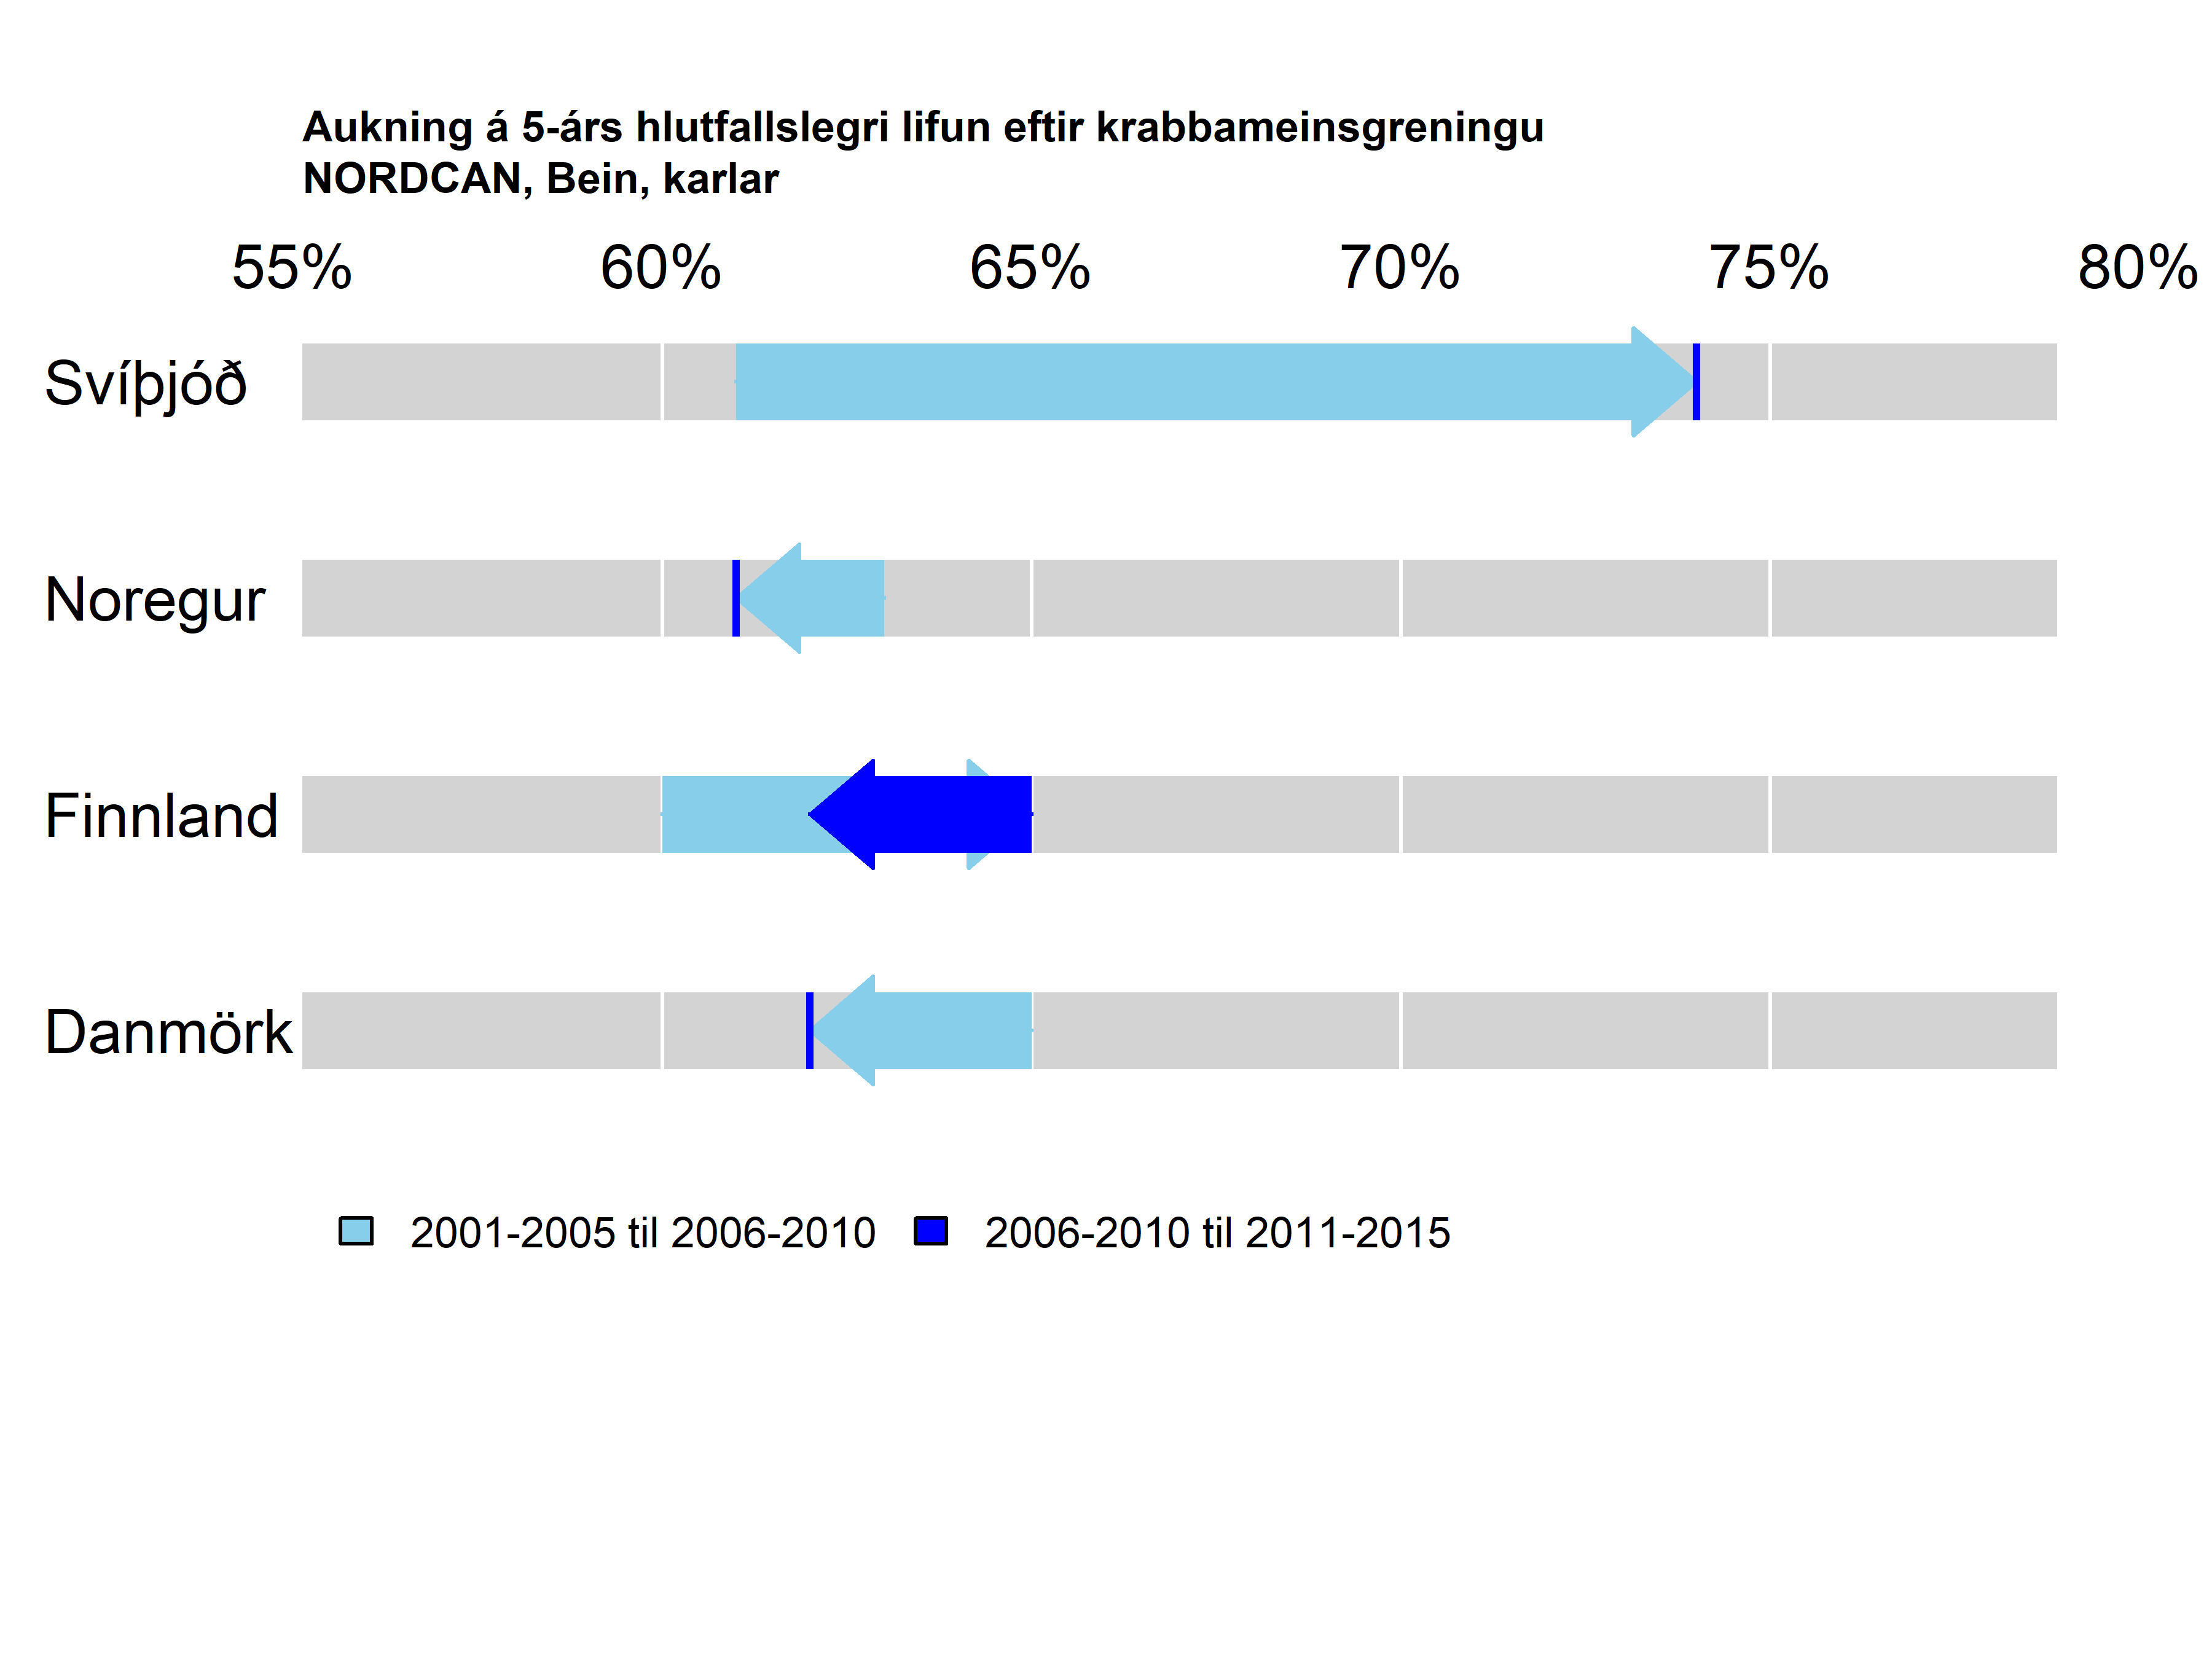 Aukning á 5-árs hlutfallslegri lifun eftir krabbameinsgreningu
NORDCAN, Bein, karlar
55% 60% 65% 70% 75% 80%
Svíþjóð
Noregur
Finnland
Danmörk
2001-2005 til 2006-2010 2006-2010 til 2011-2015